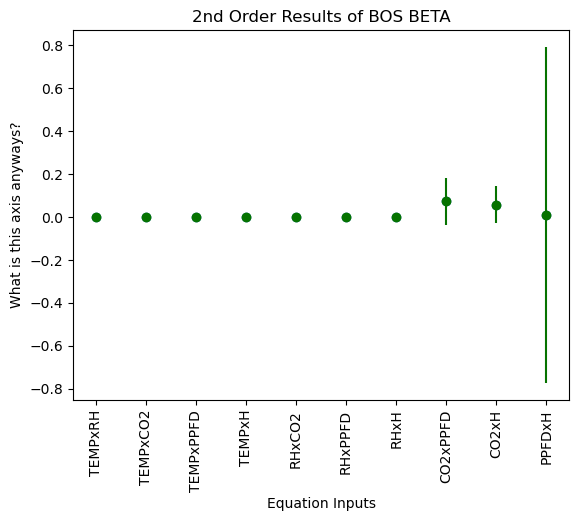 2nd Order Results of BOS BETA
What is this axis anyways?
0.8
0.6
0.4
0.2
0.0
−0.2
−0.4
−0.6
−0.8
TEMPxRH
TEMPxCO2
TEMPxPPFD
TEMPxH
RHxCO2
RHxPPFD
RHxH
CO2xPPFD
CO2xH
PPFDxH
Equation Inputs